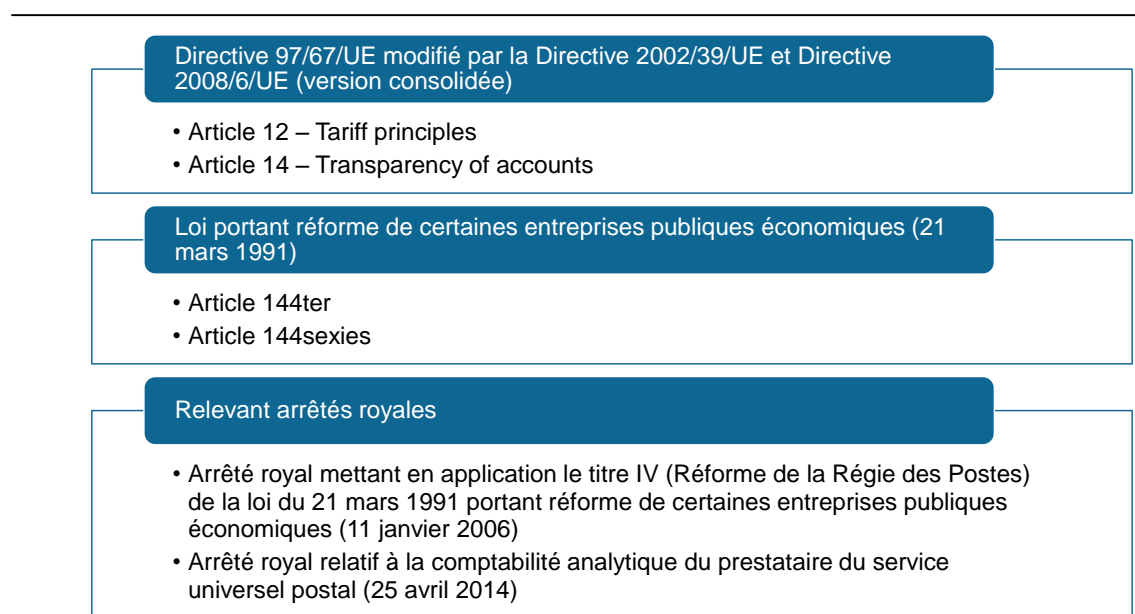 Directive 97/67/UE modifié par la Directive 2002/39/UE et Directive
2008/6/UE (version consolidée)
• Article 12 – Tariff principles
• Article 14 – Transparency of accounts
Loi portant réforme de certaines entreprises publiques économiques (21
mars 1991)
• Article 144ter
• Article 144sexies
Relevant arrêtés royales
• Arrêté royal mettant en application le titre IV (Réforme de la Régie des Postes)
de la loi du 21 mars 1991 portant réforme de certaines entreprises publiques
économiques (11 janvier 2006)
• Arrêté royal relatif à la comptabilité analytique du prestataire du service
universel postal (25 avril 2014)